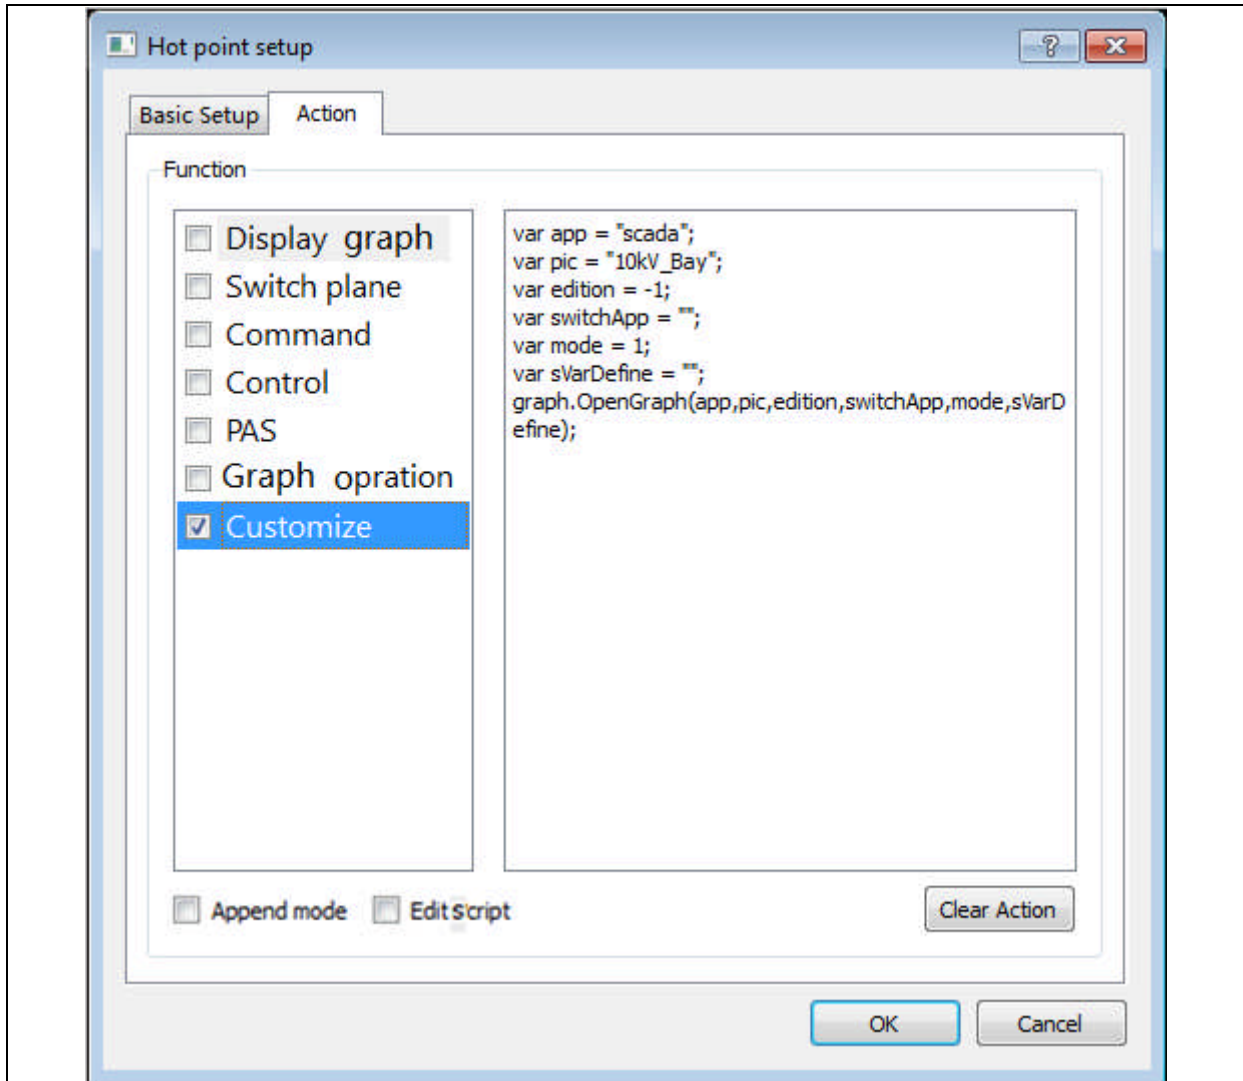 Hot point setup
Basic Setup Action
Function
Display graph
Switch plane
Command
Control
PAS
Graph opration
Customize
var app = "scada";
var pic = "10kV_Bay";
var edition = -1;
var switchApp = "";
var mode = 1;
var sVarDefine = "";
graph.OpenGraph(app,pic,edition,switchApp,mode,sVarD
efine);
Append mode Edit script Clear Action
OK Cancel